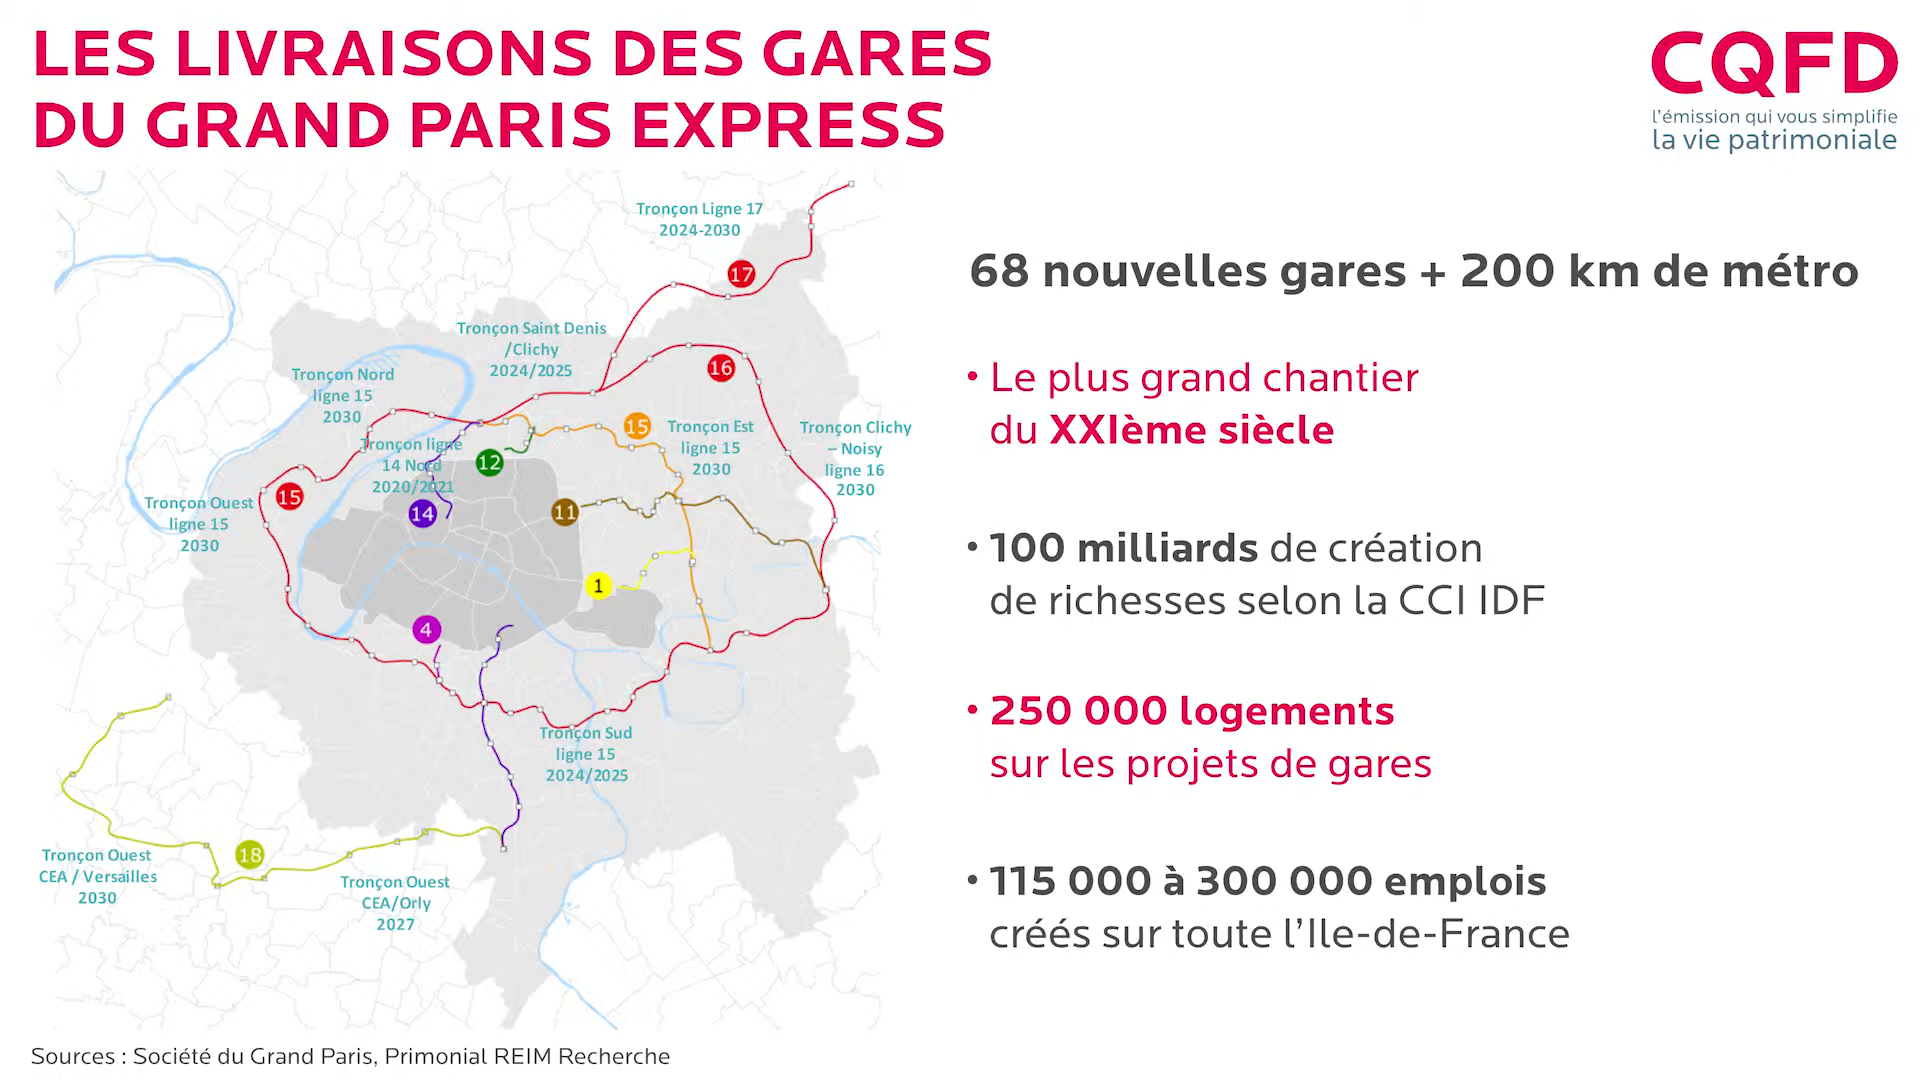 LES LIVRAISONS DES GARES
DU GRAND PARIS EXPRESS
CQFD
l'émission qui vous simplifie
la vie patrimoniale
Tronçon Ligne 17
2024-2030
17
Tronçon Saint Denis
/Clichy
2024/2025
16
Tronçon Nord
ligne 15
2030
15
Tronçon Est
ligne 15
2030
Tronçon Clichy
– Noisy
ligne 16
2030
Tronçon ligne
14 Nord
2020/2021
12
15
Tronçon Ouest
ligne 15
2030
14
11
1
4
Tronçon Sud
ligne 15
2024/2025
18
Tronçon Ouest
CEA / Versailles
2030
Tronçon Ouest
CEA/Orly
2027
68 nouvelles gares + 200 km de métro
• Le plus grand chantier
du XXIème siècle
• 100 milliards de création
de richesses selon la CCI IDF
• 250 000 logements
sur les projets de gares
• 115 000 à 300 000 emplois
créés sur toute l’Ile-de-France
Sources : Société du Grand Paris, Primonial REIM Recherche